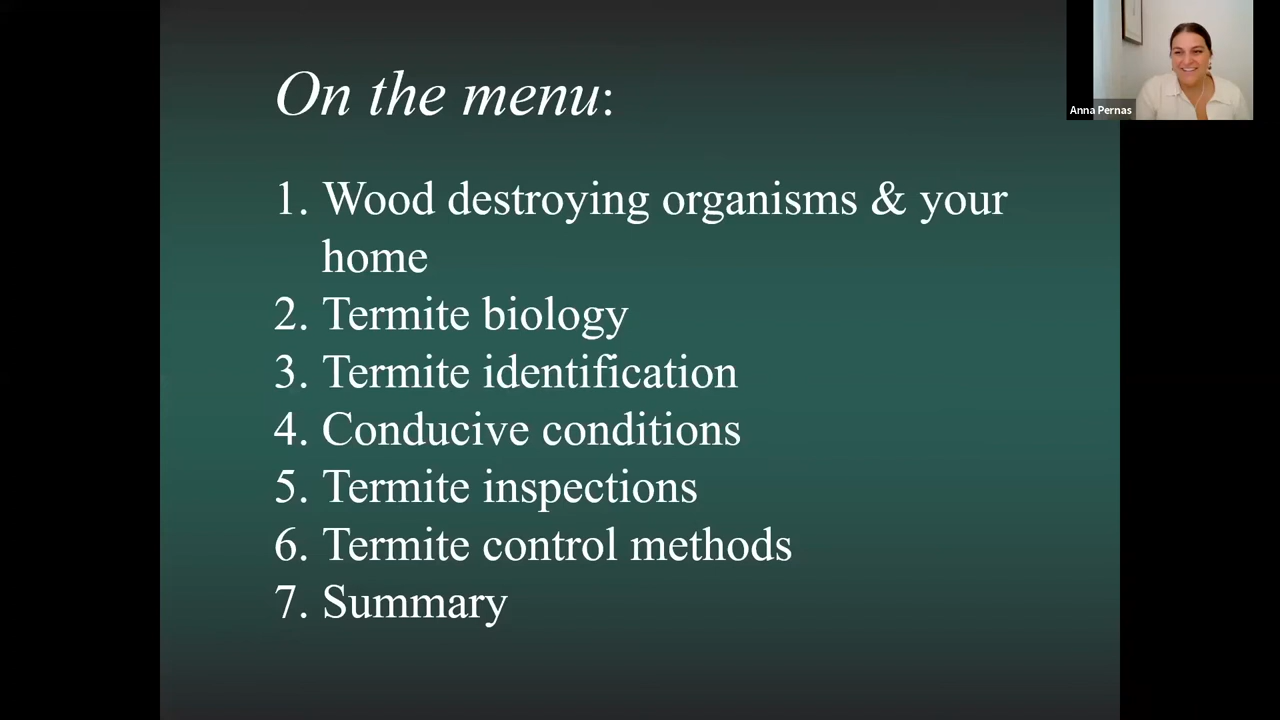 On the menu:
1. Wood destroying organisms & your
home
2. Termite biology
3. Termite identification
4. Conducive conditions
5. Termite inspections
6. Termite control methods
7. Summary
Anna Pernas